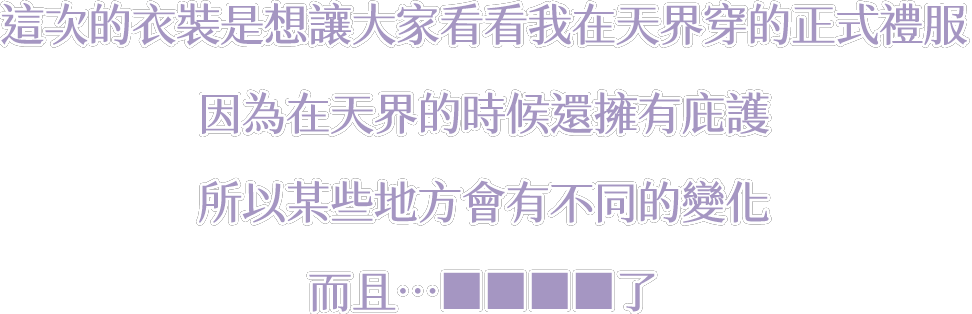 這次的衣裝是想讓大家看看我在天界穿的正式禮服
因為在天界的時候還擁有庇護
所以某些地方會有不同的變化
而且…■■■■了